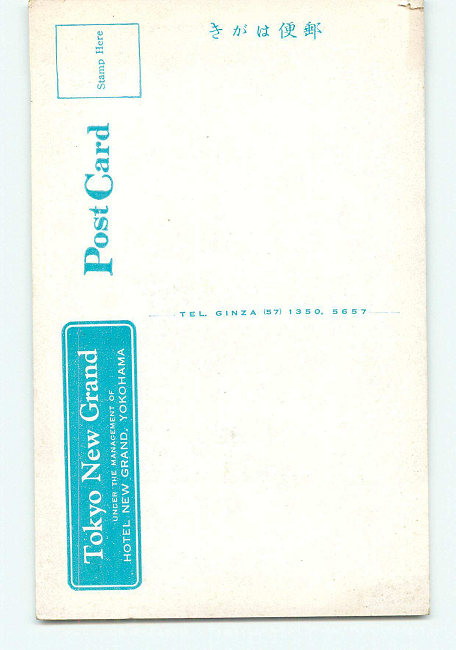 きがは便郵
Stamp Here
Post Card
TEL. GINZA (57) 1350, 5657
Tokyo New Grand
UNDER THE MANAGEMENT OF
HOTEL NEW GRAND, YOKOHAMA